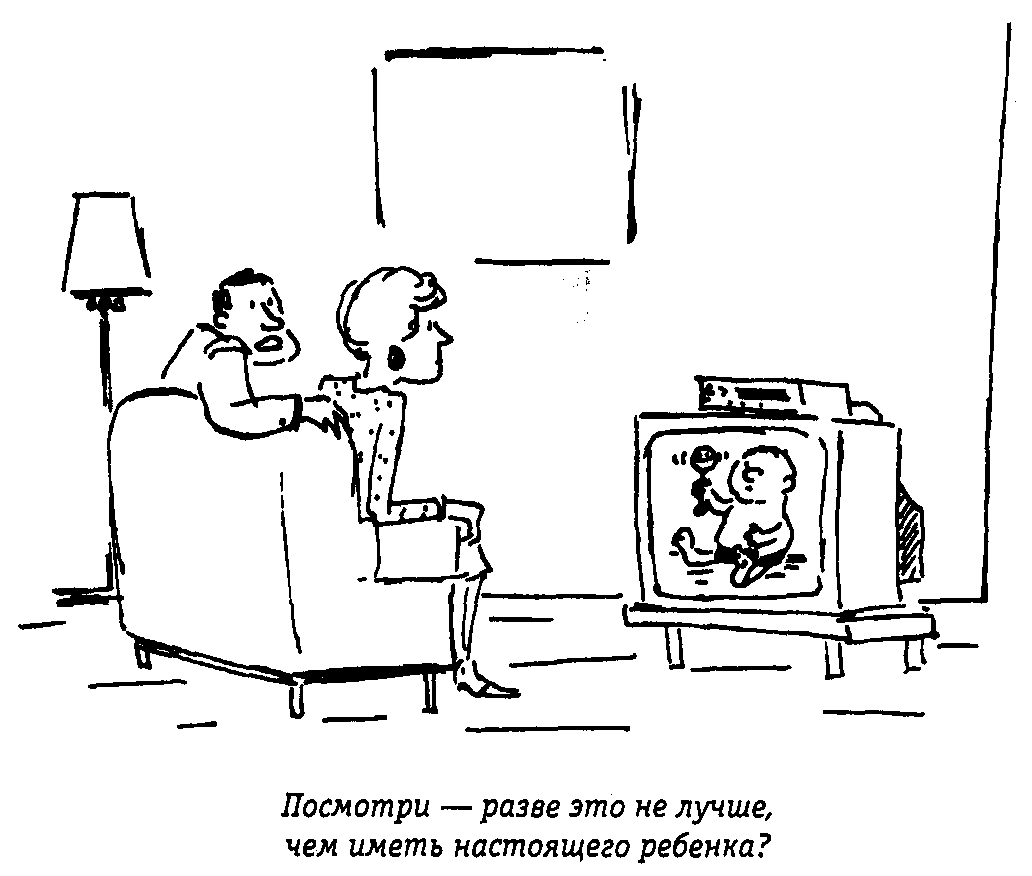 Посмотри — разве это не лучше,
чем иметь настоящего ребенка?